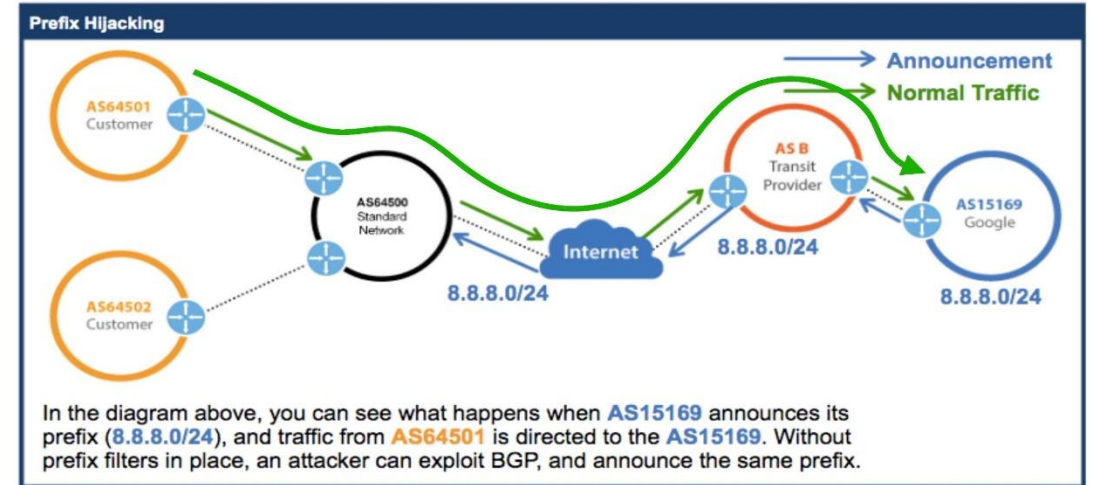 Prefix Hijacking
Announcement
Normal Traffic
AS64501
Customer
AS B
Transit
Provider
AS64500
Standard
Network
AS15169
Google
Internet
8.8.8.0/24
8.8.8.0/24
8.8.8.0/24
AS64502
Customer
In the diagram above, you can see what happens when AS15169 announces its
prefix (8.8.8.0/24), and traffic from AS64501 is directed to the AS15169. Without
prefix filters in place, an attacker can exploit BGP, and announce the same prefix.